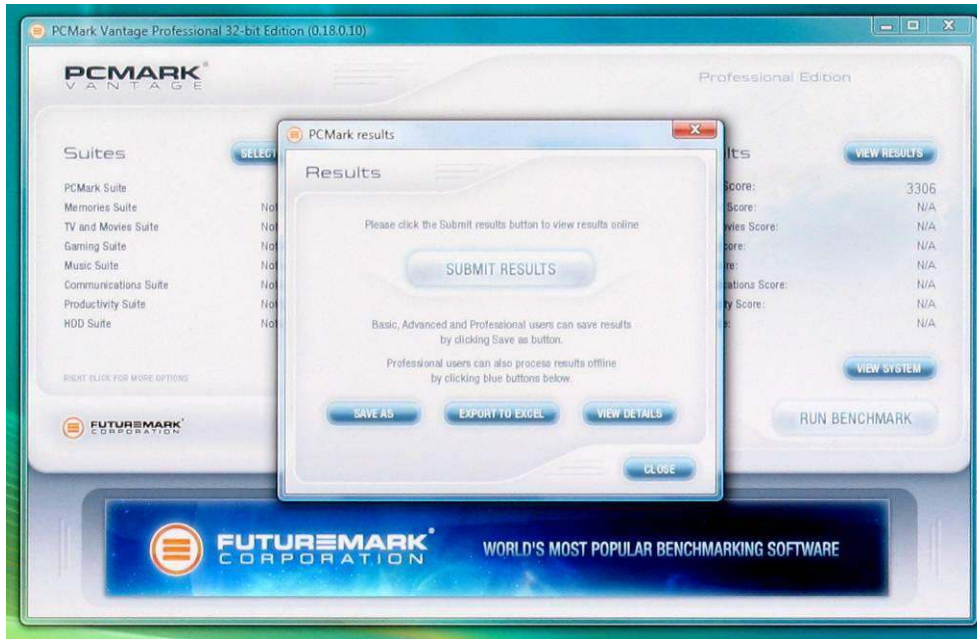 PCMark Vantage Professional 32-bit Edition (0.18.0.10)
PCMARK
VANTAGE
Professional Edition
Suites
SELECT
VIEW RESULTS
PCMark Suite
Score:
3306
Memories Suite
Score:
N/A
TV and Movies Suite
N/A
Gaming Suite
N/A
Music Suite
N/A
Communications Suite
Score:
N/A
Productivity Suite
Score:
N/A
HDD Suite
N/A
RIGHT CLICK FOR MORE OPTIONS
VIEW SYSTEM
FUTUREMARK
CORPORATION
RUN BENCHMARK
PCMark results
Results
Please click the Submit results button to view results online
SUBMIT RESULTS
Basic, Advanced and Professional users can save results
by clicking Save as button.
Professional users can also process results offline
by clicking blue buttons below.
SAVE AS
EXPORT TO EXCEL
VIEW DETAILS
CLOSE
FUTUREMARK
CORPORATION
WORLD'S MOST POPULAR BENCHMARKING SOFTWARE